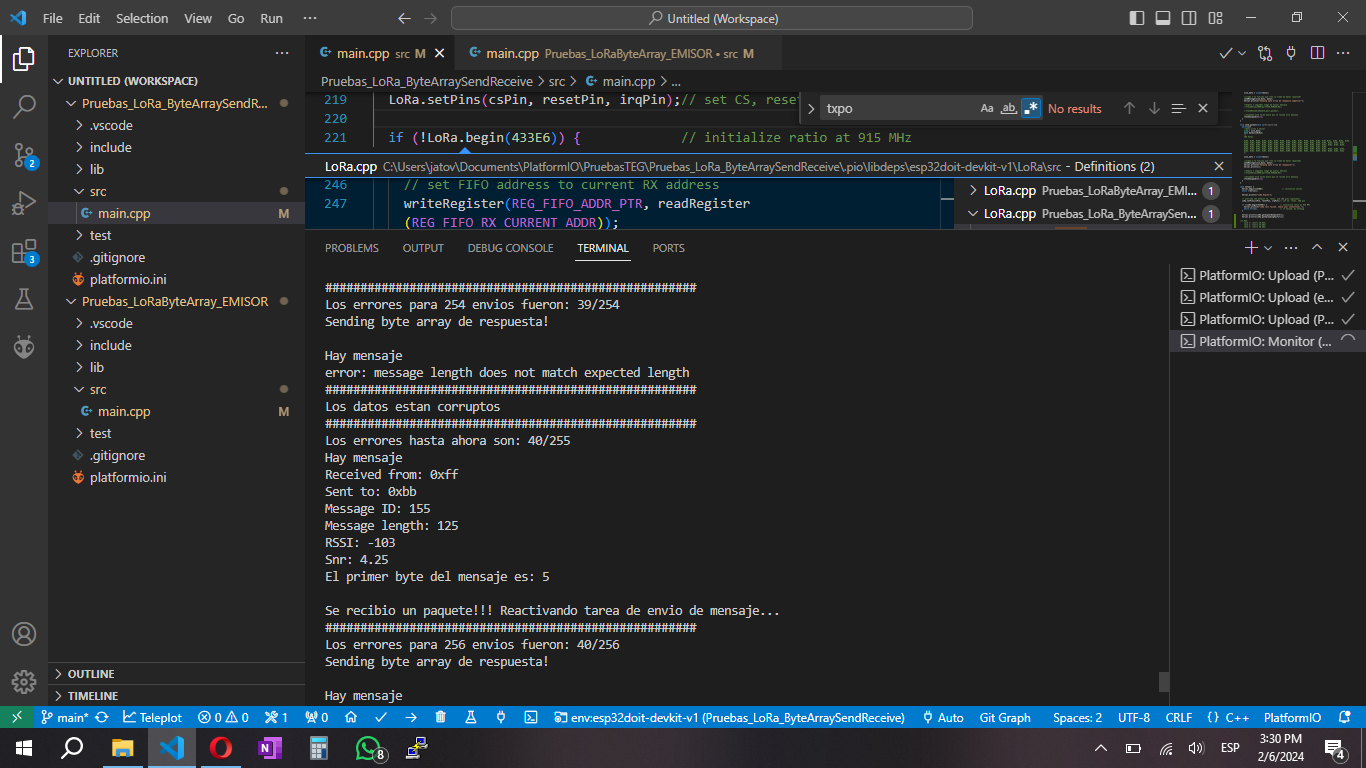 File Edit Selection View Go Run ··· Untitled (Workspace)
EXPLORER ···
UNTITLED (WORKSPACE)
Pruebas_LoRa_ByteArraySendR...
.vscode
include
lib
src
main.cpp M
test
.gitignore
platformio.ini
Pruebas_LoRaByteArray_EMISOR
.vscode
include
lib
src
main.cpp M
test
.gitignore
platformio.ini
OUTLINE
TIMELINE
2
3
main.cpp src M
main.cpp Pruebas_LoRaByteArray_EMISOR • src M
Pruebas_LoRa_ByteArraySendReceive > src > main.cpp > ...
219 LoRa.setPins(csPin, resetPin, irqPin);// set CS, reset
220
221 if (!LoRa.begin(433E6)) { // initialize ratio at 915 MHz
txpo Aa ab .* No results
LoRa.cpp C:\Users\jatov\Documents\PlatformIO\PruebasTEG\Pruebas_LoRa_ByteArraySendReceive\.pio\libdeps\esp32doit-devkit-v1\LoRa\src - Definitions (2)
246 // set FIFO address to current RX address
247 writeRegister(REG_FIFO_ADDR_PTR, readRegister
(REG_FIFO_RX_CURRENT_ADDR));
LoRa.cpp Pruebas_LoRaByteArray_EMI... 1
LoRa.cpp Pruebas_LoRa_ByteArraySen... 1
PROBLEMS OUTPUT DEBUG CONSOLE TERMINAL PORTS
#####################################################
Los errores para 254 envios fueron: 39/254
Sending byte array de respuesta!
Hay mensaje
error: message length does not match expected length
#####################################################
Los datos estan corruptos
#####################################################
Los errores hasta ahora son: 40/255
Hay mensaje
Received from: 0xff
Sent to: 0xbb
Message ID: 155
Message length: 125
RSSI: -103
Snr: 4.25
El primer byte del mensaje es: 5
Se recibio un paquete!!! Reactivando tarea de envio de mensaje...
#####################################################
Los errores para 256 envios fueron: 40/256
Sending byte array de respuesta!
Hay mensaje
PlatformIO: Upload (P...
PlatformIO: Upload (e...
PlatformIO: Upload (P...
PlatformIO: Monitor (...
main* Teleplot 0 0 1 0 env:esp32doit-devkit-v1 (Pruebas_LoRa_ByteArraySendReceive) Auto Git Graph Spaces: 2 UTF-8 CRLF {} C++ PlatformIO
8
ESP
3:30 PM
2/6/2024
4